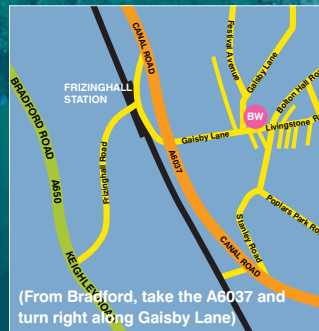 CANAL ROAD
Festival Avenue
Gaisby Lane
Bolton Hall Road
FRIZINGHALL
STATION
BW
Livingstone R
Gaisby Lane
BRADFORD ROAD
A650
Frizinghall Road
A6037
Poplars Park Ro
Stanley Road
CANAL ROAD
KEIGHLEY ROAD
(From Bradford, take the A6037 and
turn right along Gaisby Lane)